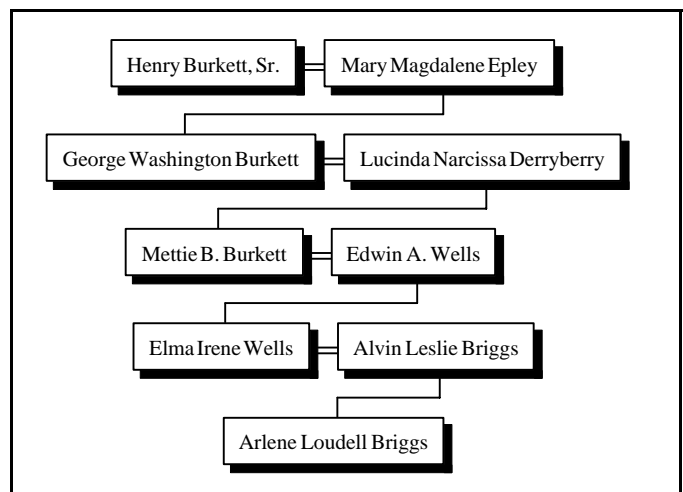 Henry Burkett, Sr. Mary Magdalene Epley
George Washington Burkett Lucinda Narcissa Derryberry
Mettie B. Burkett Edwin A. Wells
Elma Irene Wells Alvin Leslie Briggs
Arlene Loudell Briggs